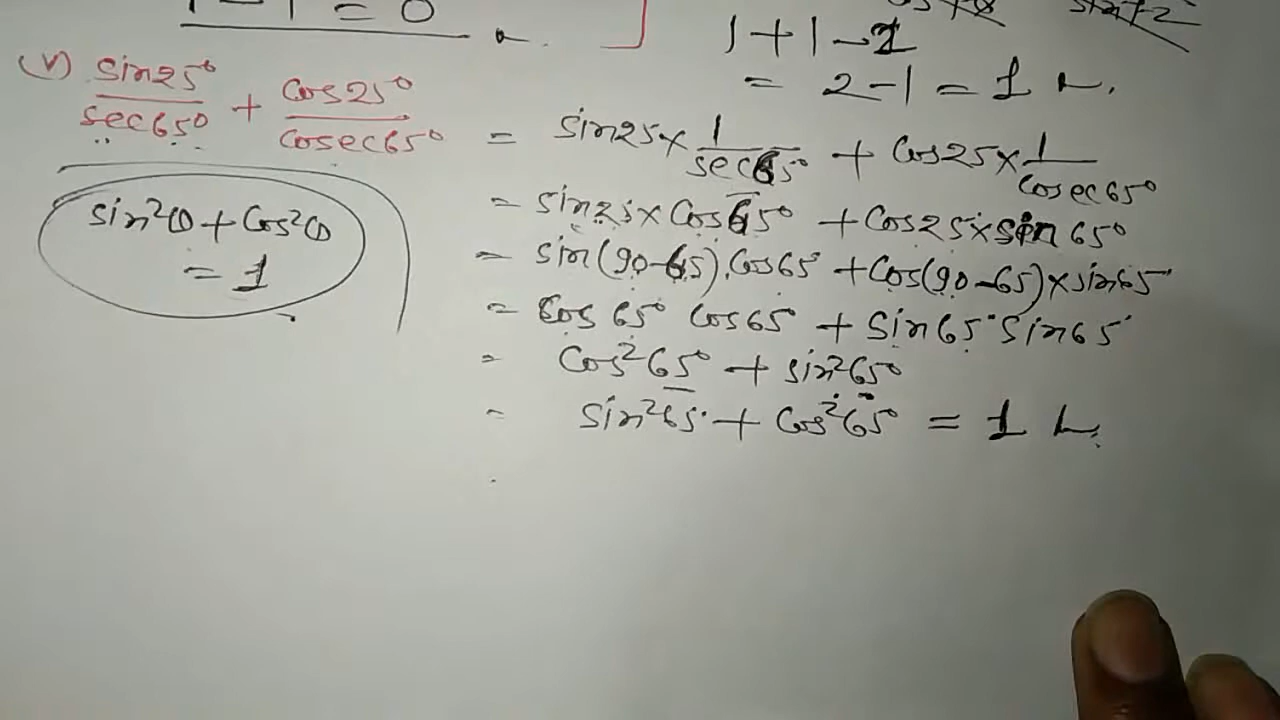 1 - 1 = 0
1 + 1 - 1
= 2 - 1 = 1
(v) sin25°/sec65° + cos25°/cosec65°
= sin25 × 1/sec65° + cos25 × 1/cosec65°
= sin25 × cos65° + cos25 × sin65°
= sin(90-65).cos65° + cos(90-65) × sin65°
= cos65° cos65° + sin65° sin65°
= cos²65° + sin²65°
= sin²65° + cos²65° = 1
sin²θ + cos²θ
= 1